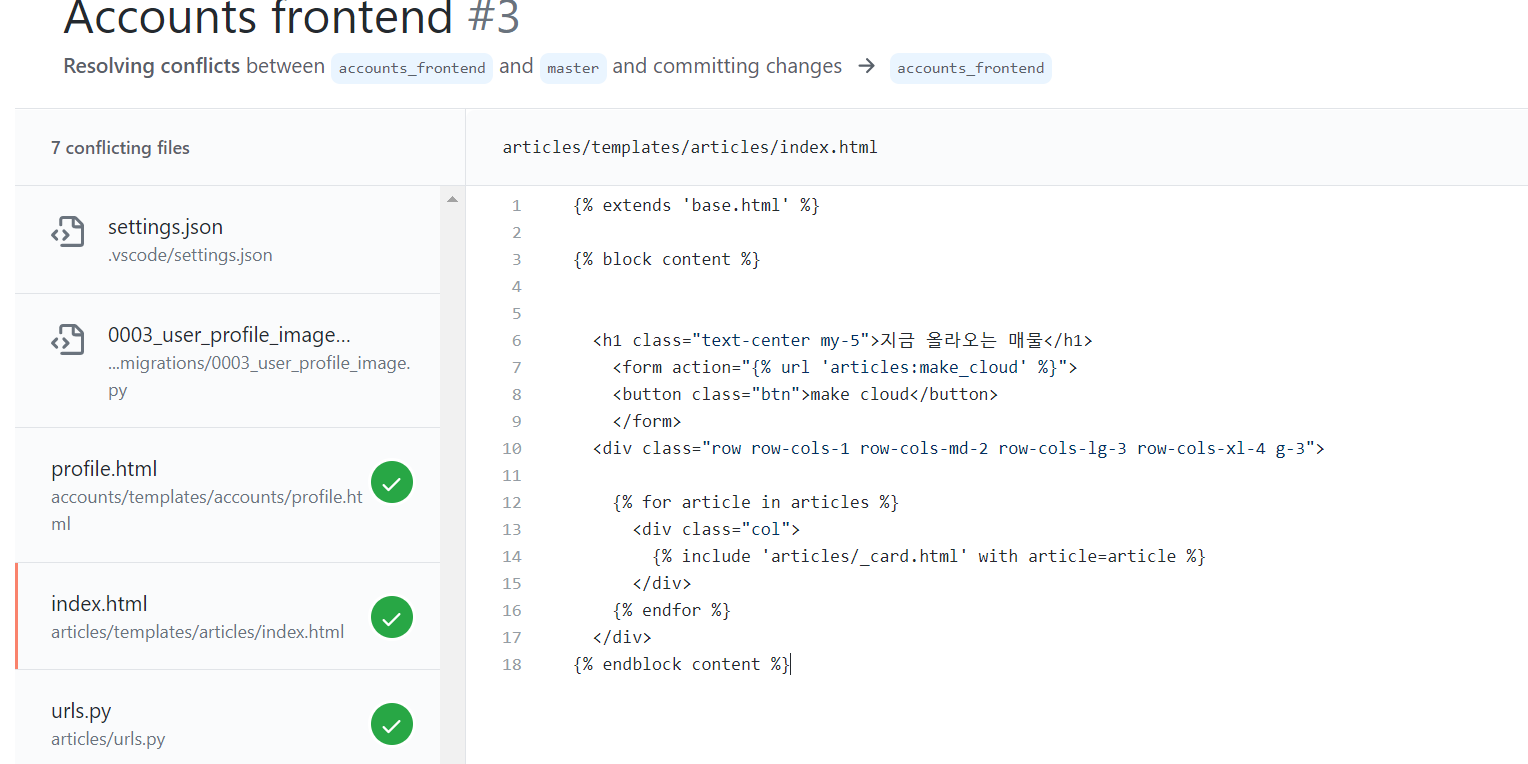 Accounts frontend #3
Resolving conflicts between accounts_frontend and master and committing changes → accounts_frontend
7 conflicting files
settings.json
.vscode/settings.json
0003_user_profile_image...
...migrations/0003_user_profile_image.
py
profile.html
accounts/templates/accounts/profile.ht
ml
index.html
articles/templates/articles/index.html
urls.py
articles/urls.py
articles/templates/articles/index.html
1 {% extends 'base.html' %}
2
3 {% block content %}
4
5
6 <h1 class="text-center my-5">지금 올라오는 매물</h1>
7 <form action="{% url 'articles:make_cloud' %}">
8 <button class="btn">make cloud</button>
9 </form>
10 <div class="row row-cols-1 row-cols-md-2 row-cols-lg-3 row-cols-xl-4 g-3">
11
12 {% for article in articles %}
13 <div class="col">
14 {% include 'articles/_card.html' with article=article %}
15 </div>
16 {% endfor %}
17 </div>
18 {% endblock content %}